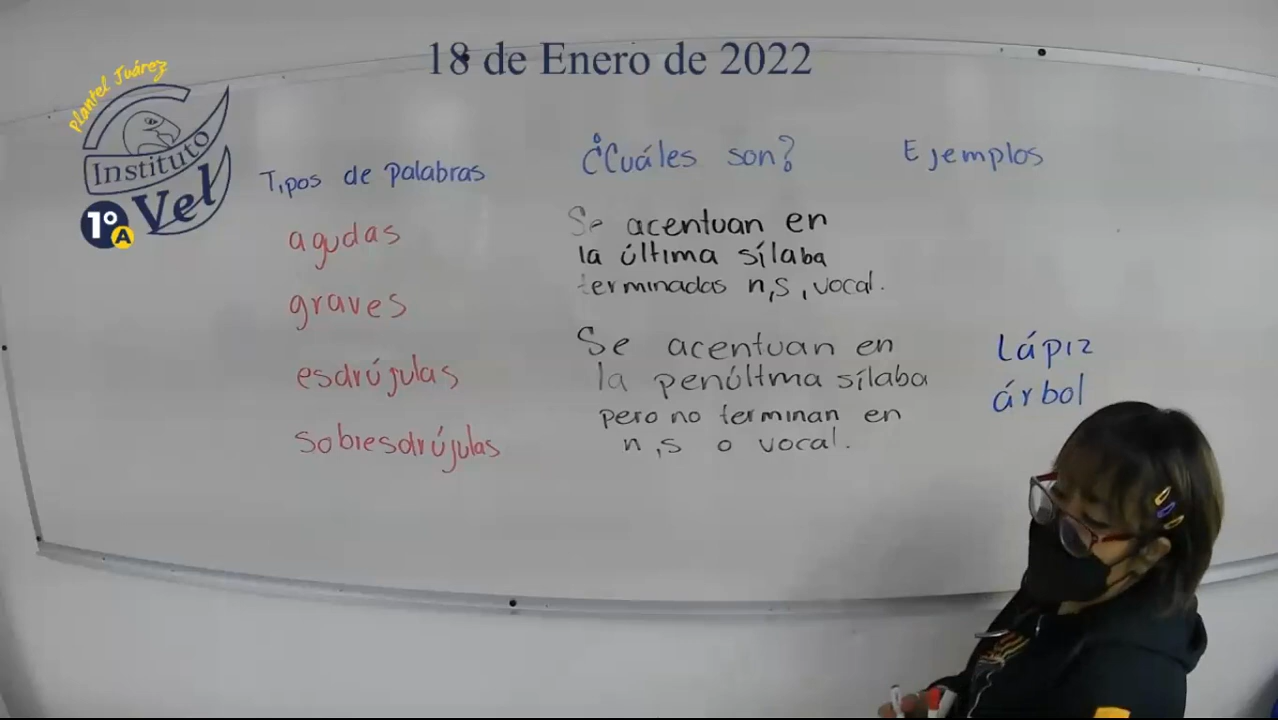 18 de Enero de 2022
Plantel Juárez
Instituto
Vel
1° A
Tipos de palabras
¿Cuáles son?
Ejemplos
agudas
Se acentuan en
la última sílaba
terminadas n,s,vocal.
graves
Se acentuan en
la penúltma sílaba
pero no terminan en
n,s o vocal.
Lápiz
árbol
esdrújulas
sobresdrújulas